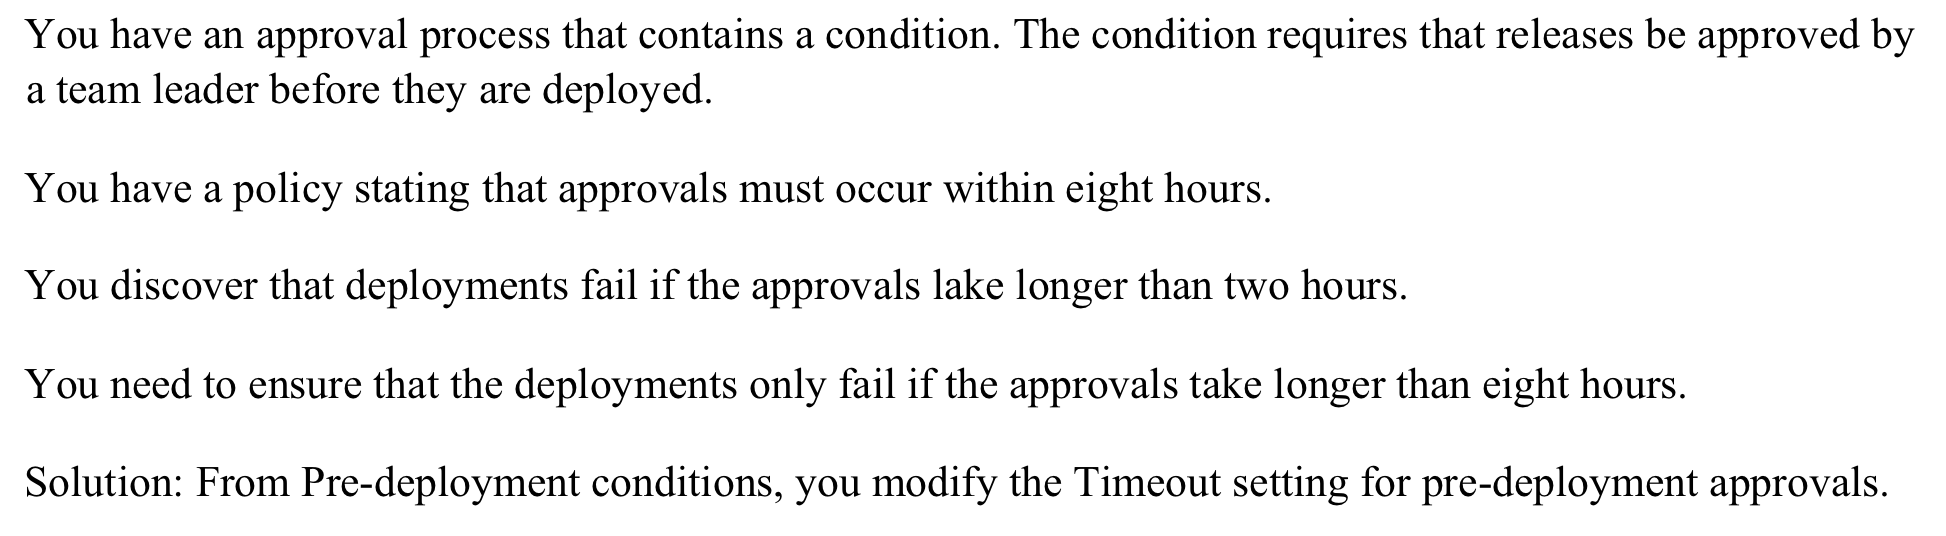 You have an approval process that contains a condition. The condition requires that releases be approved by
a team leader before they are deployed.
You have a policy stating that approvals must occur within eight hours.
You discover that deployments fail if the approvals lake longer than two hours.
You need to ensure that the deployments only fail if the approvals take longer than eight hours.
Solution: From Pre-deployment conditions, you modify the Timeout setting for pre-deployment approvals.